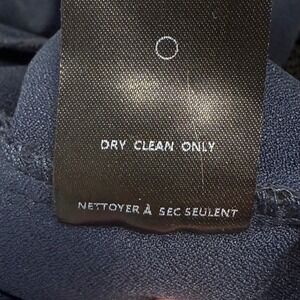 DRY CLEAN ONLY
NETTOYER À SEC SEULENT